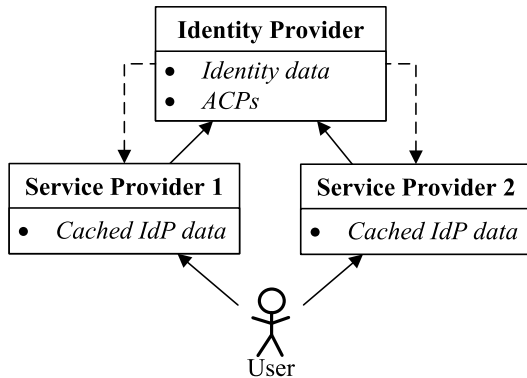 Identity Provider
• Identity data
• ACPs
Service Provider 1
• Cached IdP data
Service Provider 2
• Cached IdP data
User